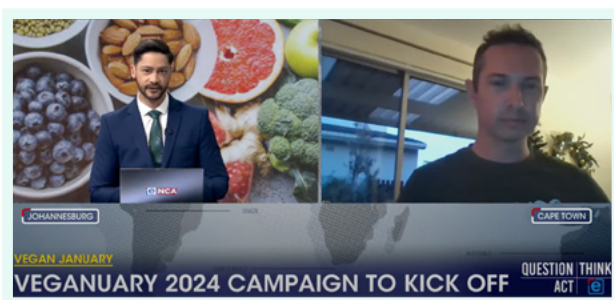 eNCA
JOHANNESBURG
CAPE TOWN
VEGAN JANUARY
VEGANUARY 2024 CAMPAIGN TO KICK OFF
QUESTION THINK
ACT e